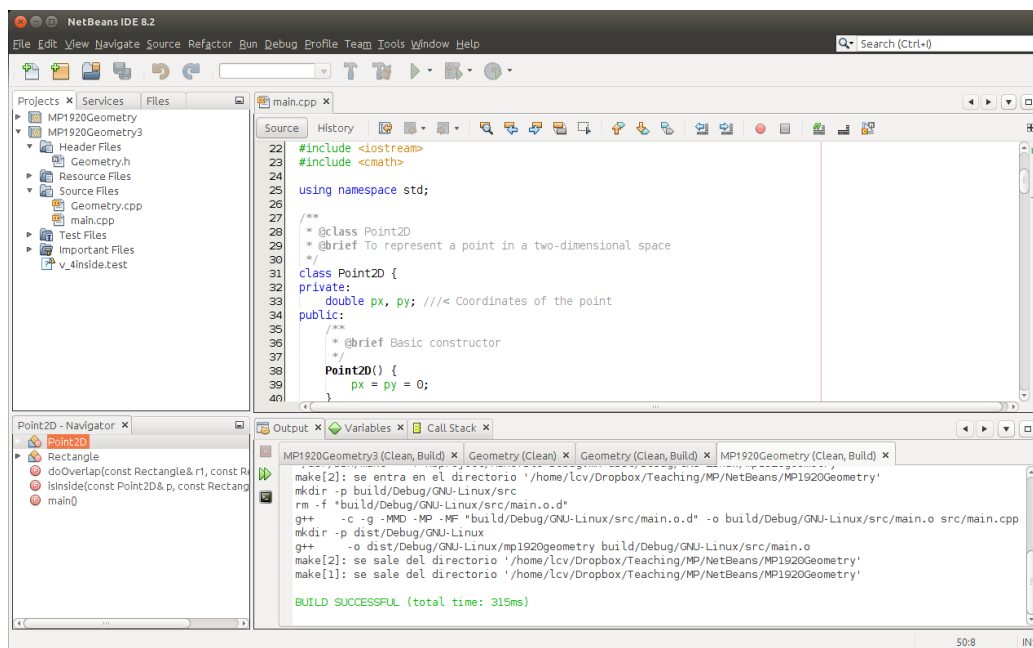 NetBeans IDE 8.2
File Edit View Navigate Source Refactor Run Debug Profile Team Tools Window Help
Search (Ctrl+I)
Projects Services Files
MP1920Geometry
MP1920Geometry3
Header Files
Geometry.h
Resource Files
Source Files
Geometry.cpp
main.cpp
Test Files
Important Files
v_4inside.test
main.cpp
Source History
22 #include <iostream>
23 #include <cmath>
24
25 using namespace std;
26
27 /**
28 * @class Point2D
29 * @brief To represent a point in a two-dimensional space
30 */
31 class Point2D {
32 private:
33 double px, py; ///< Coordinates of the point
34 public:
35 /**
36 * @brief Basic constructor
37 */
38 Point2D() {
39 px = py = 0;
40 }
Point2D - Navigator
Point2D
Rectangle
doOverlap(const Rectangle& r1, const Re
isInside(const Point2D& p, const Rectang
main()
Output Variables Call Stack
MP1920Geometry3 (Clean, Build) Geometry (Clean) Geometry (Clean, Build) MP1920Geometry (Clean, Build)
make[2]: se entra en el directorio '/home/lcv/Dropbox/Teaching/MP/NetBeans/MP1920Geometry'
mkdir -p build/Debug/GNU-Linux/src
rm -f "build/Debug/GNU-Linux/src/main.o.d"
g++ -c -g -MMD -MP -MF "build/Debug/GNU-Linux/src/main.o.d" -o build/Debug/GNU-Linux/src/main.o src/main.cpp
mkdir -p dist/Debug/GNU-Linux
g++ -o dist/Debug/GNU-Linux/mp1920geometry build/Debug/GNU-Linux/src/main.o
make[2]: se sale del directorio '/home/lcv/Dropbox/Teaching/MP/NetBeans/MP1920Geometry'
make[1]: se sale del directorio '/home/lcv/Dropbox/Teaching/MP/NetBeans/MP1920Geometry'
BUILD SUCCESSFUL (total time: 315ms)
50:8 IN